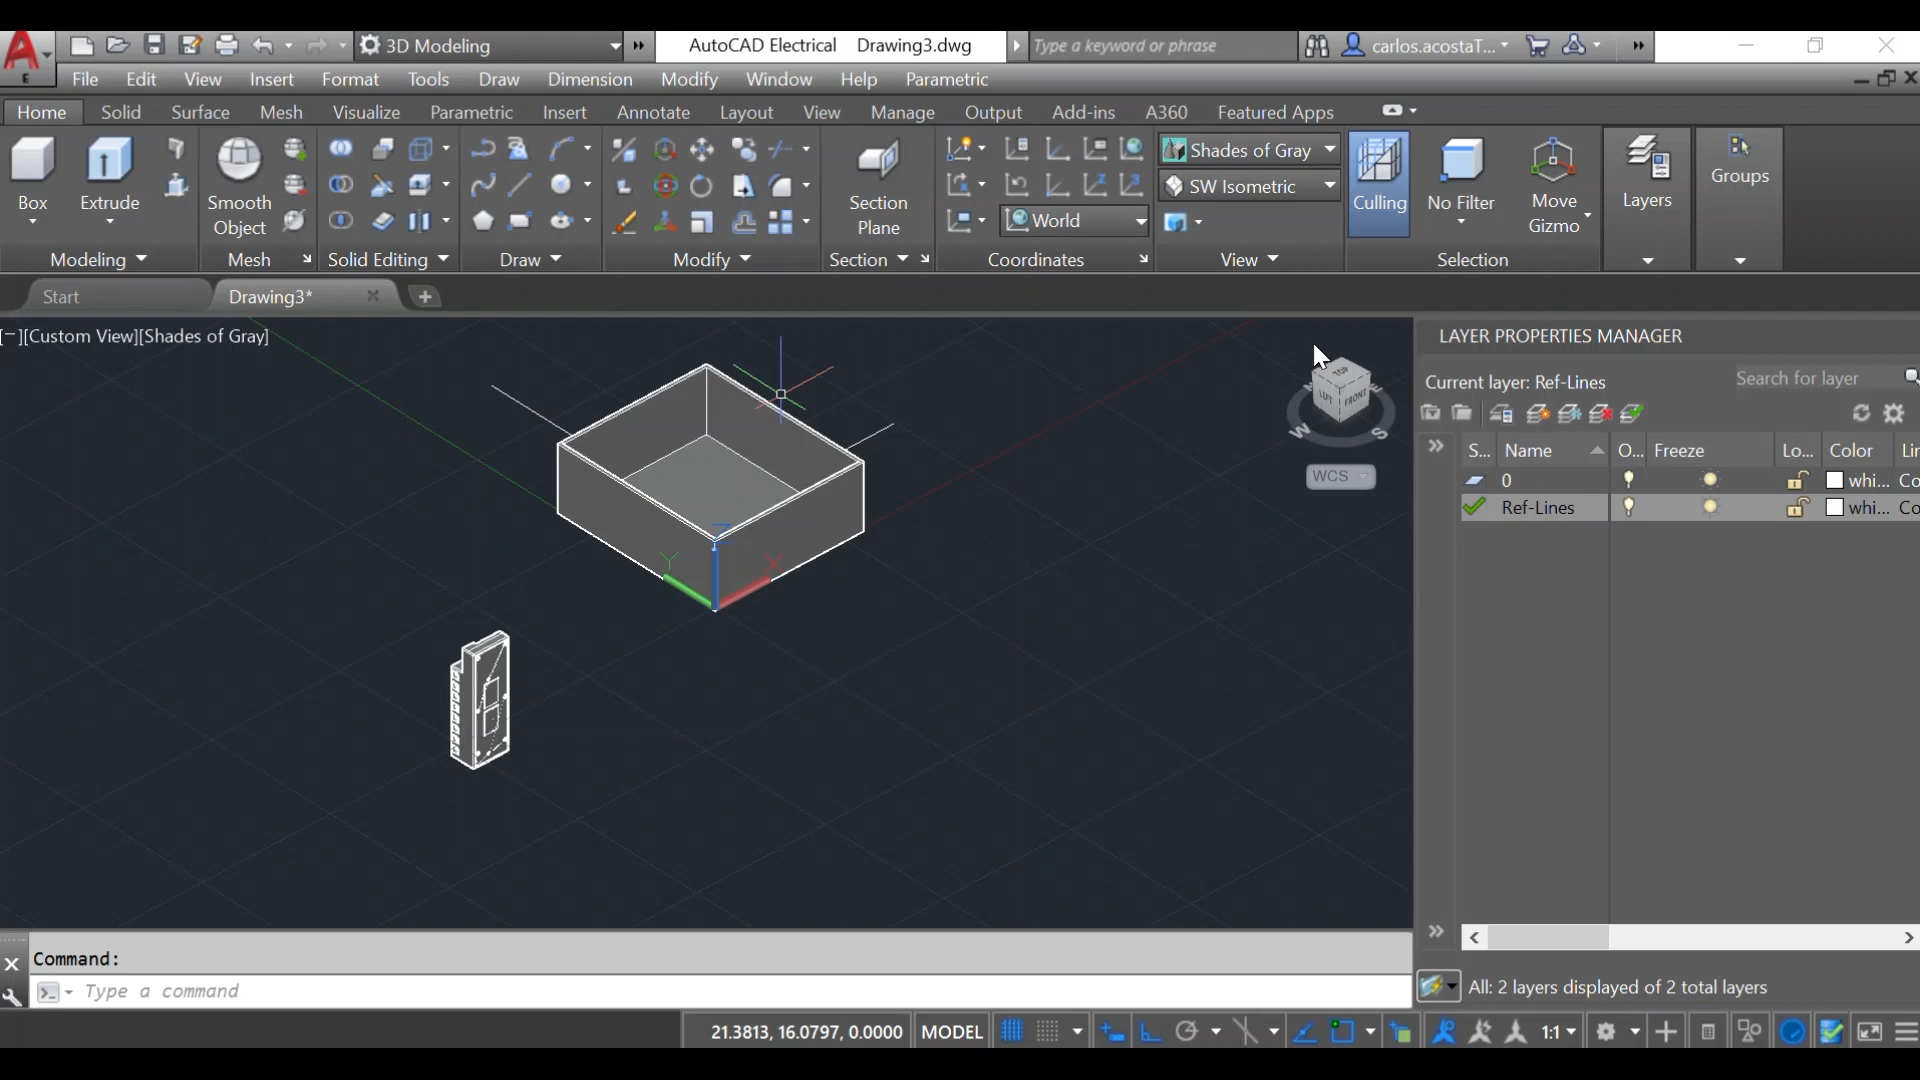 3D Modeling AutoCAD Electrical Drawing3.dwg Type a keyword or phrase carlos.acostaT...
E File Edit View Insert Format Tools Draw Dimension Modify Window Help Parametric
Home Solid Surface Mesh Visualize Parametric Insert Annotate Layout View Manage Output Add-ins A360 Featured Apps
Shades of Gray
SW Isometric
Box Extrude Smooth Object Section Plane World Culling No Filter Move Gizmo Layers Groups
Modeling Mesh Solid Editing Draw Modify Section Coordinates View Selection
Start Drawing3*
[−][Custom View][Shades of Gray]
LAYER PROPERTIES MANAGER
Current layer: Ref-Lines Search for layer
S... Name O... Freeze Lo... Color Lin
0 whi... Co
Ref-Lines whi... Co
TOP
FRONT
W S
WCS
Z
Y X
Command:
Type a command
All: 2 layers displayed of 2 total layers
21.3813, 16.0797, 0.0000 MODEL 1:1